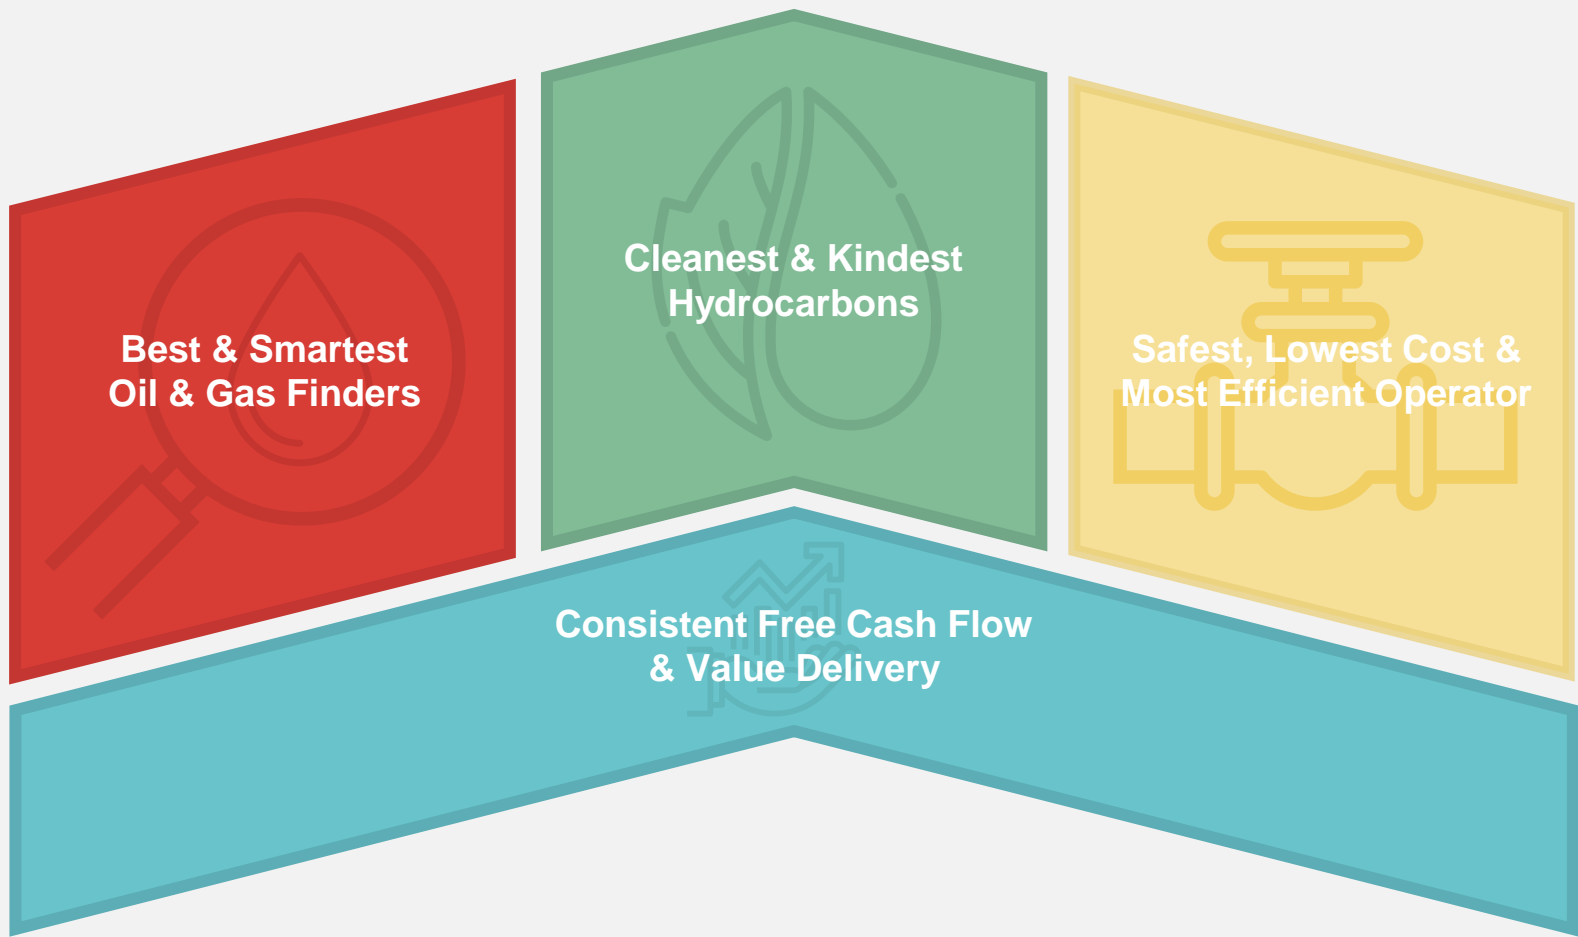 Best & Smartest
Oil & Gas Finders
Cleanest & Kindest
Hydrocarbons
Safest, Lowest Cost &
Most Efficient Operator
Consistent Free Cash Flow
& Value Delivery